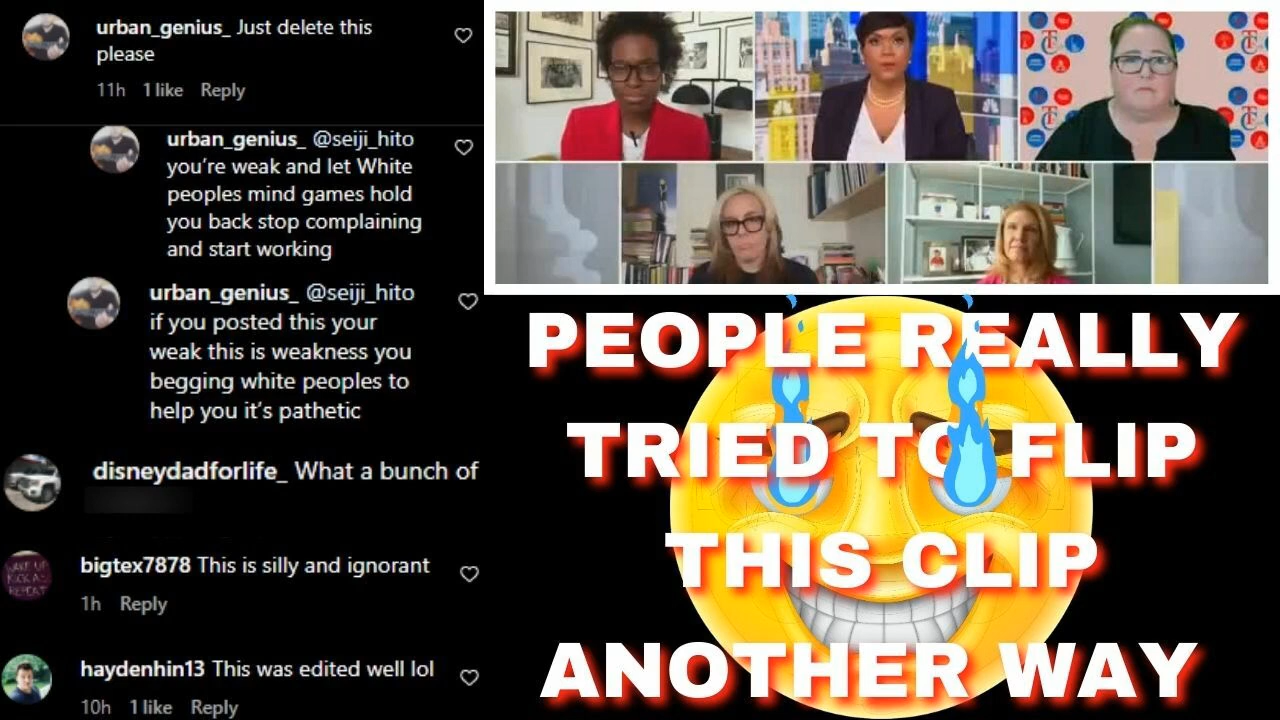 urban_genius_ Just delete this
please
11h 1 like Reply
urban_genius_ @seiji_hito
you're weak and let White
peoples mind games hold
you back stop complaining
and start working
urban_genius_ @seiji_hito
if you posted this your
weak this is weakness you
begging white peoples to
help you it's pathetic
disneydadforlife_ What a bunch of
bigtex7878 This is silly and ignorant
1h Reply
haydenhin13 This was edited well lol
10h 1 like Reply
PEOPLE REALLY
TRIED TO FLIP
THIS CLIP
ANOTHER WAY